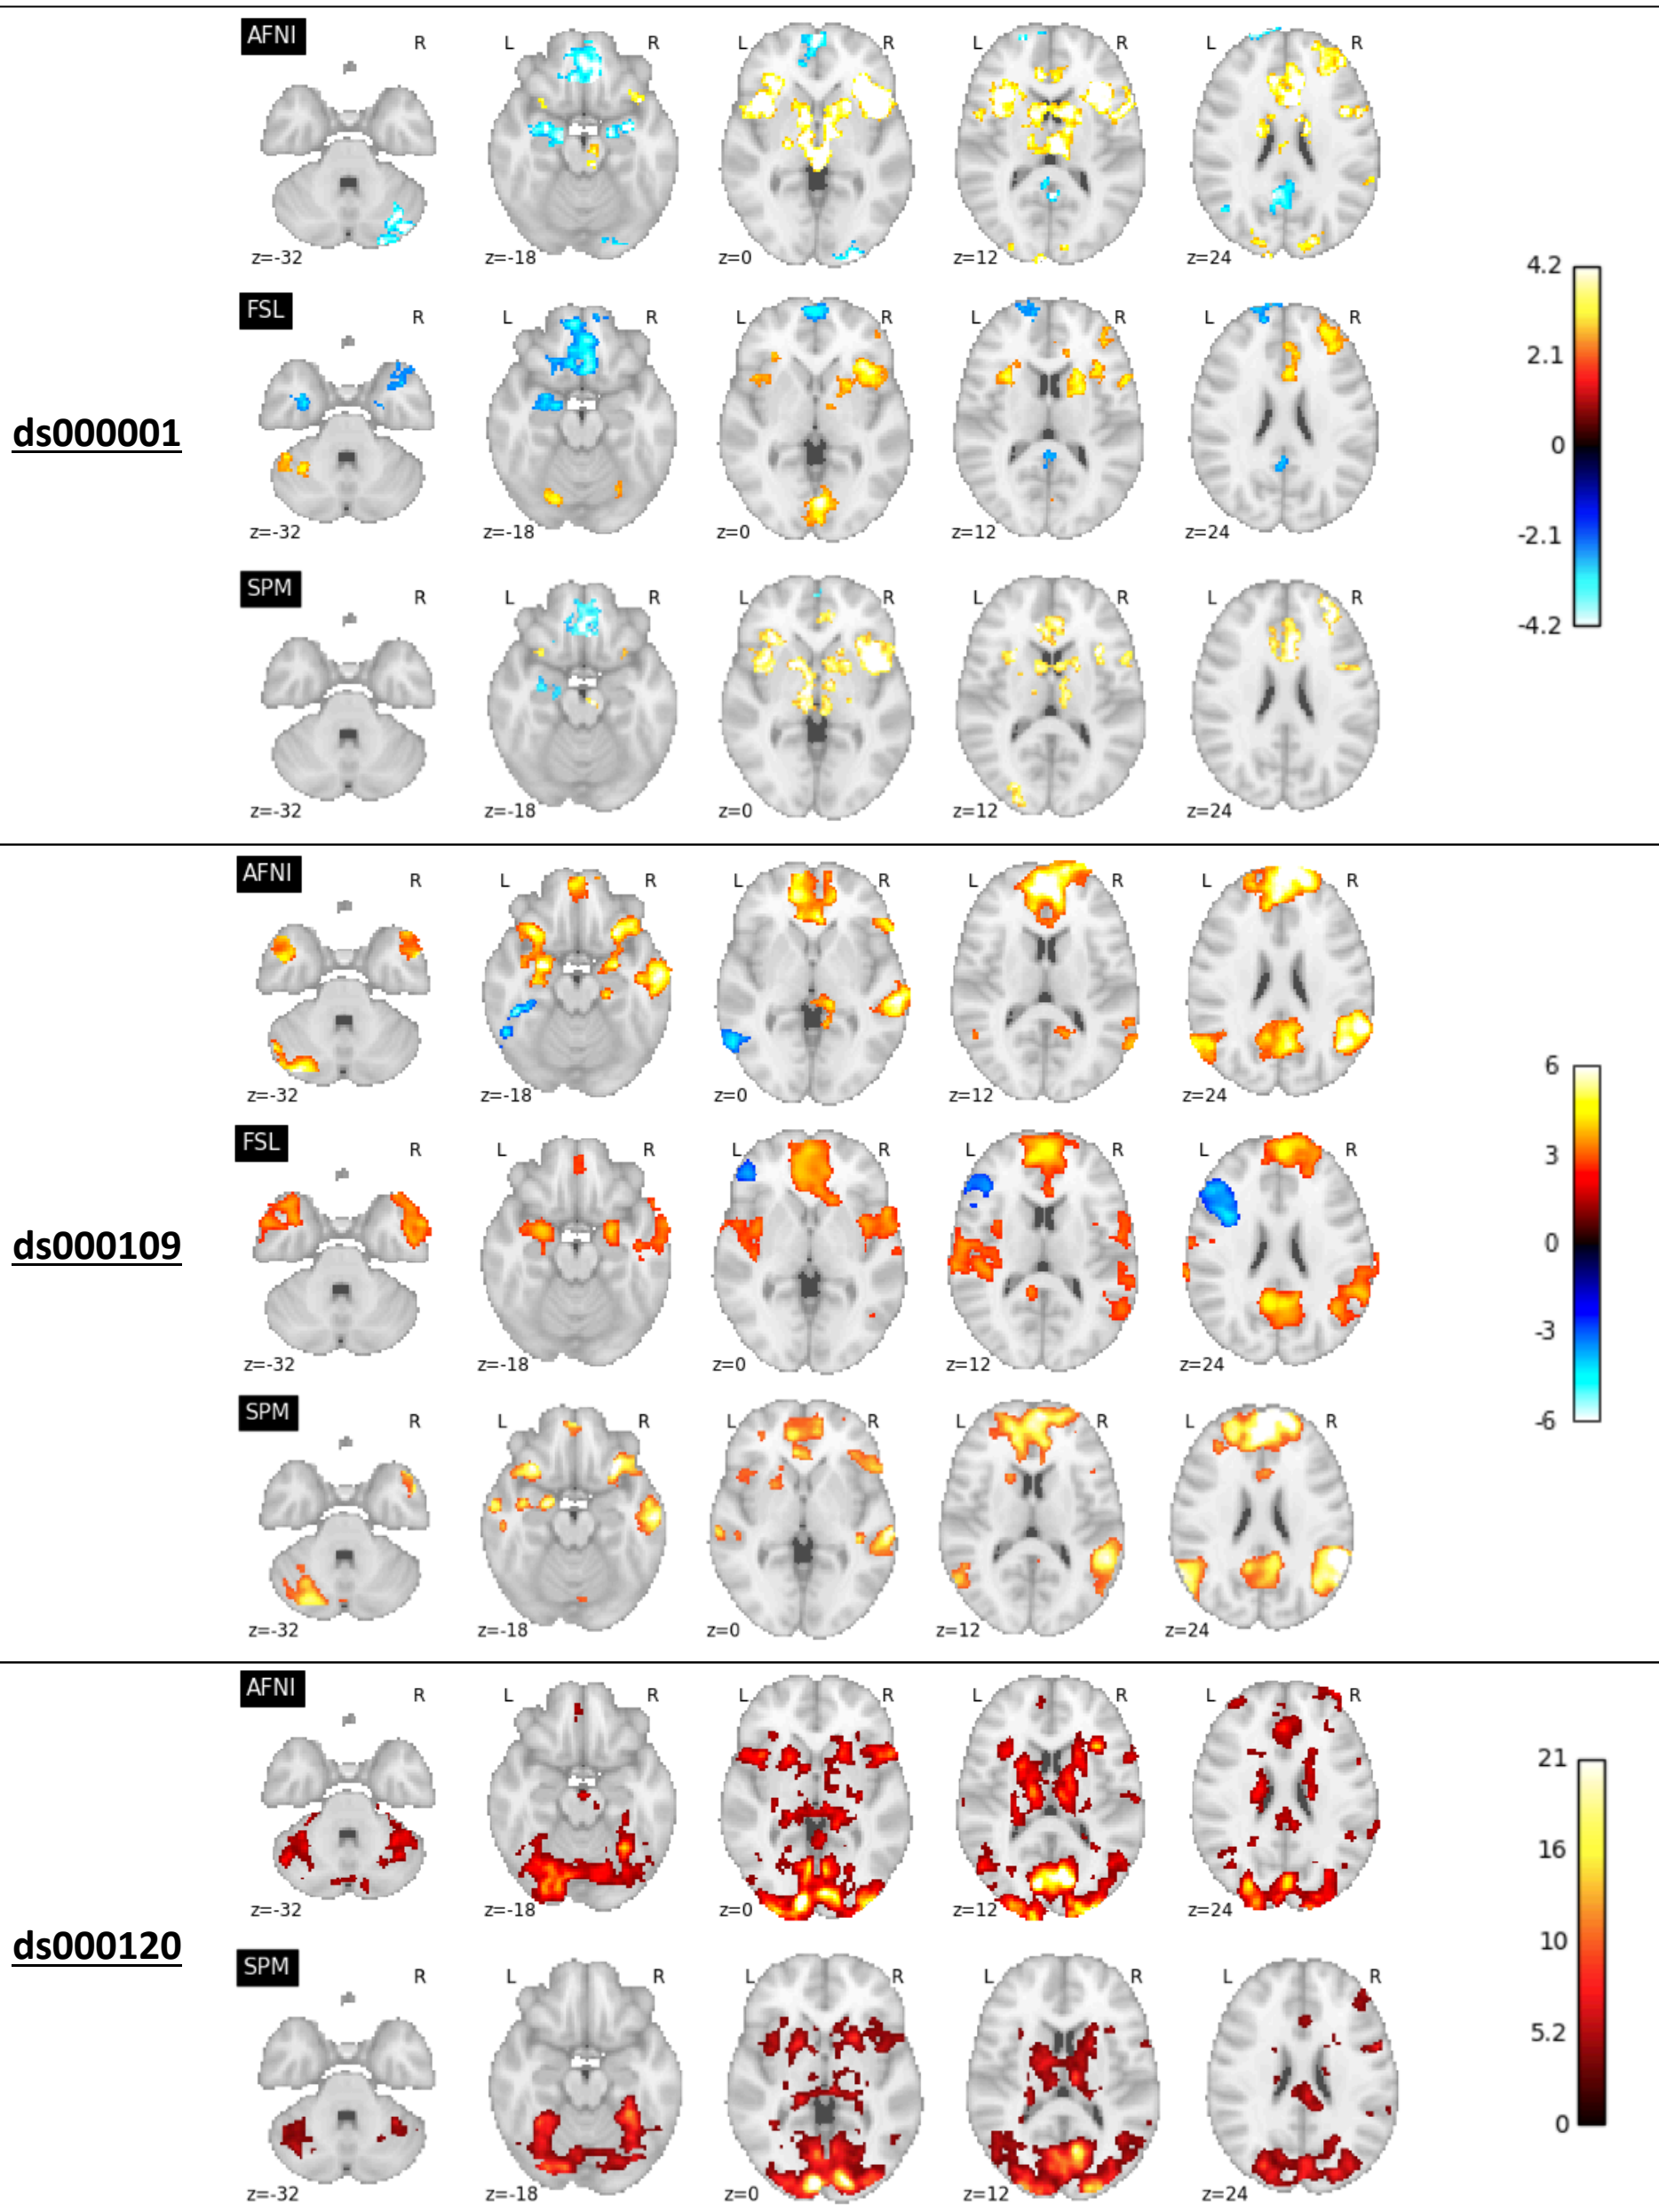 AFNI
R L R L R L R L R
z=-32 z=-18 z=0 z=12 z=24
4.2
2.1
0
-2.1
-4.2
FSL
R L R L R L R L R
z=-32 z=-18 z=0 z=12 z=24
ds000001
SPM
R L R L R L R L R
z=-32 z=-18 z=0 z=12 z=24
AFNI
R L R L R L R L R
z=-32 z=-18 z=0 z=12 z=24
6
3
0
-3
-6
FSL
R L R L R L R L R
z=-32 z=-18 z=0 z=12 z=24
ds000109
SPM
R L R L R L R L R
z=-32 z=-18 z=0 z=12 z=24
AFNI
R L R L R L R L R
z=-32 z=-18 z=0 z=12 z=24
21
16
10
5.2
0
ds000120
SPM
R L R L R L R L R
z=-32 z=-18 z=0 z=12 z=24